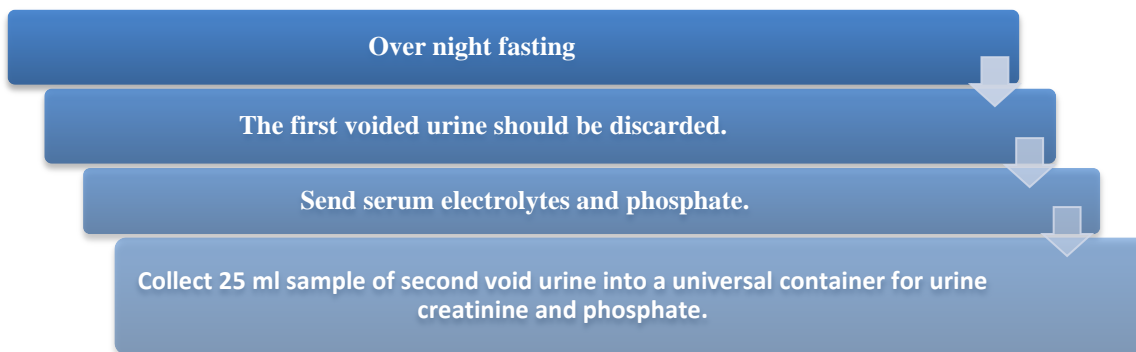 Over night fasting
The first voided urine should be discarded.
Send serum electrolytes and phosphate.
Collect 25 ml sample of second void urine into a universal container for urine
creatinine and phosphate.